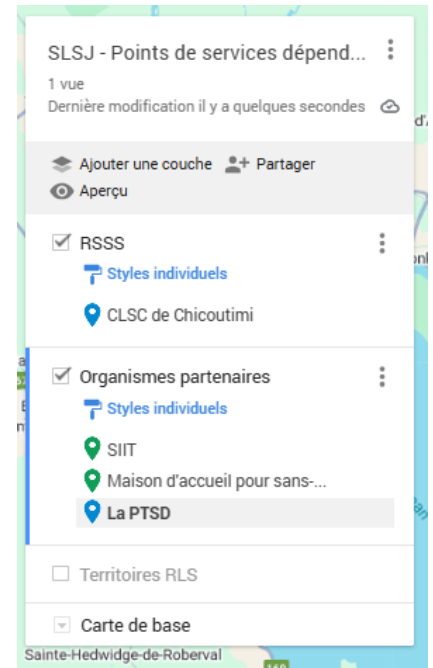 SLSJ - Points de services dépend...
1 vue
Dernière modification il y a quelques secondes
Ajouter une couche
Partager
Aperçu
RSSS
Styles individuels
CLSC de Chicoutimi
Organismes partenaires
Styles individuels
SIIT
Maison d'accueil pour sans-...
La PTSD
Territoires RLS
Carte de base
Sainte-Hedwidge-de-Roberval